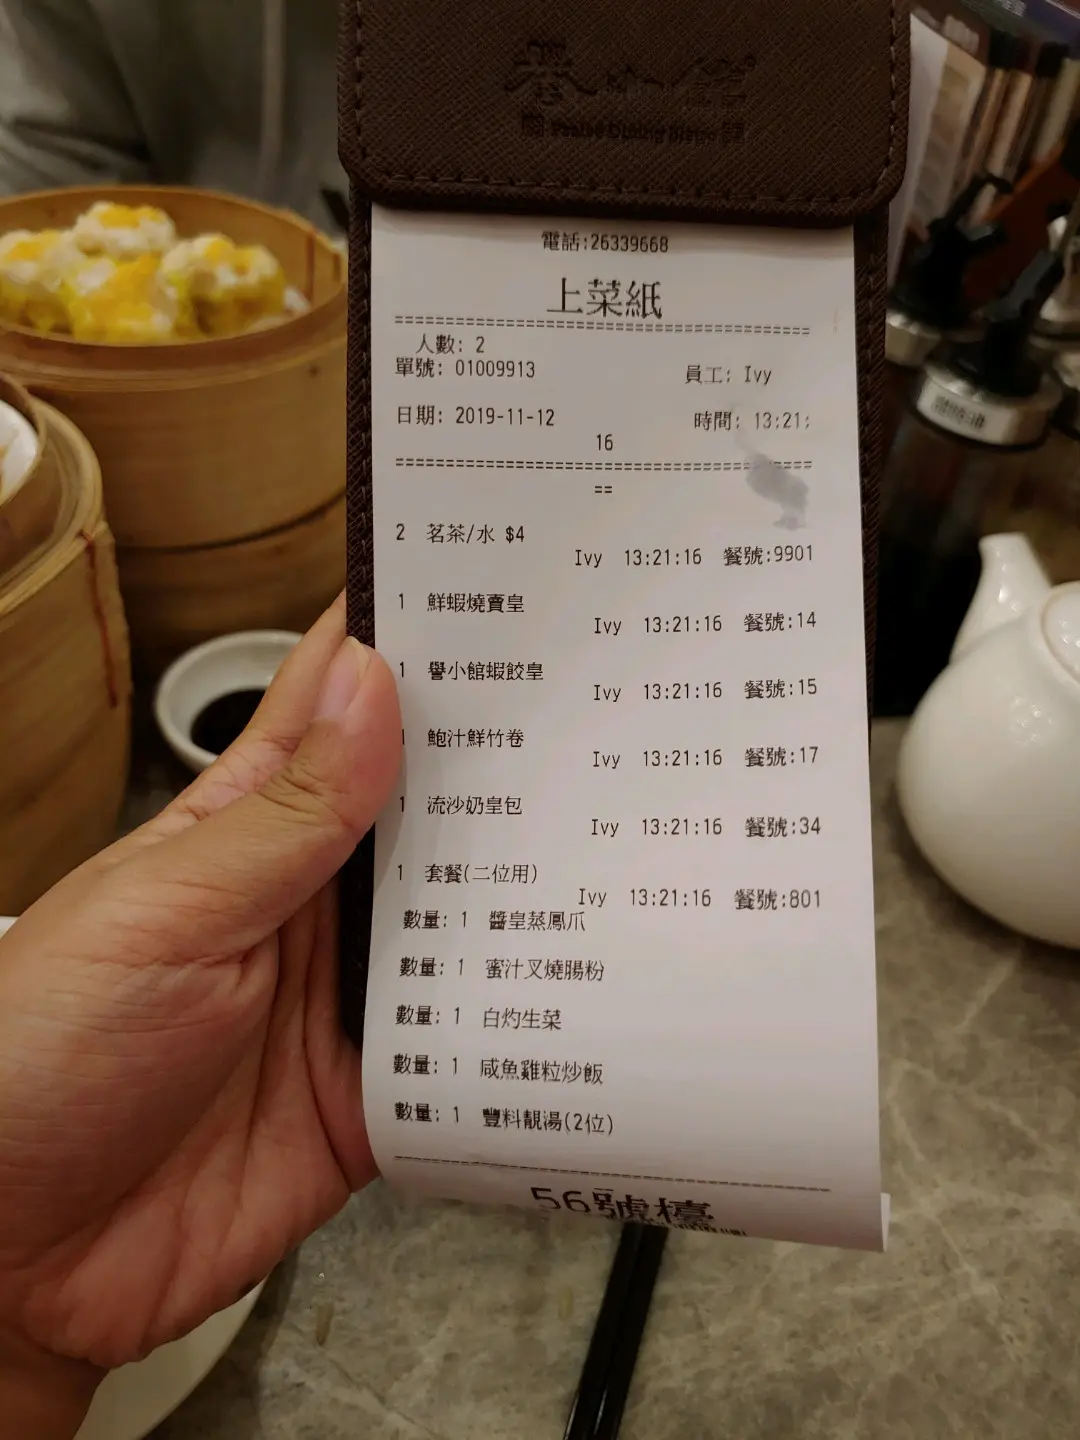 譽小館
電話:26339668
上菜紙
人數: 2
單號: 01009913 員工: Ivy
日期: 2019-11-12 時間: 13:21:
16
==
2 茗茶/水 $4
Ivy 13:21:16 餐號:9901
1 鮮蝦燒賣皇
Ivy 13:21:16 餐號:14
1 譽小館蝦餃皇
Ivy 13:21:16 餐號:15
1 鮑汁鮮竹卷
Ivy 13:21:16 餐號:17
1 流沙奶皇包
Ivy 13:21:16 餐號:34
1 套餐(二位用)
Ivy 13:21:16 餐號:801
數量: 1 醬皇蒸鳳爪
數量: 1 蜜汁叉燒腸粉
數量: 1 白灼生菜
數量: 1 咸魚雞粒炒飯
數量: 1 豐料靚湯(2位)
56號檯